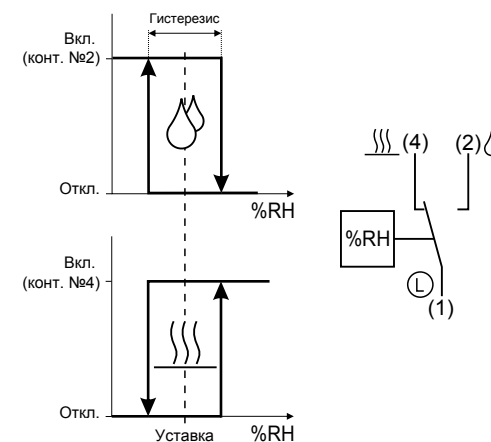 Гистерезис
Вкл.
(конт. №2)
Откл.
%RH
Вкл.
(конт. №4)
Откл.
Уставка
%RH
(4)
(2)
%RH
L
(1)